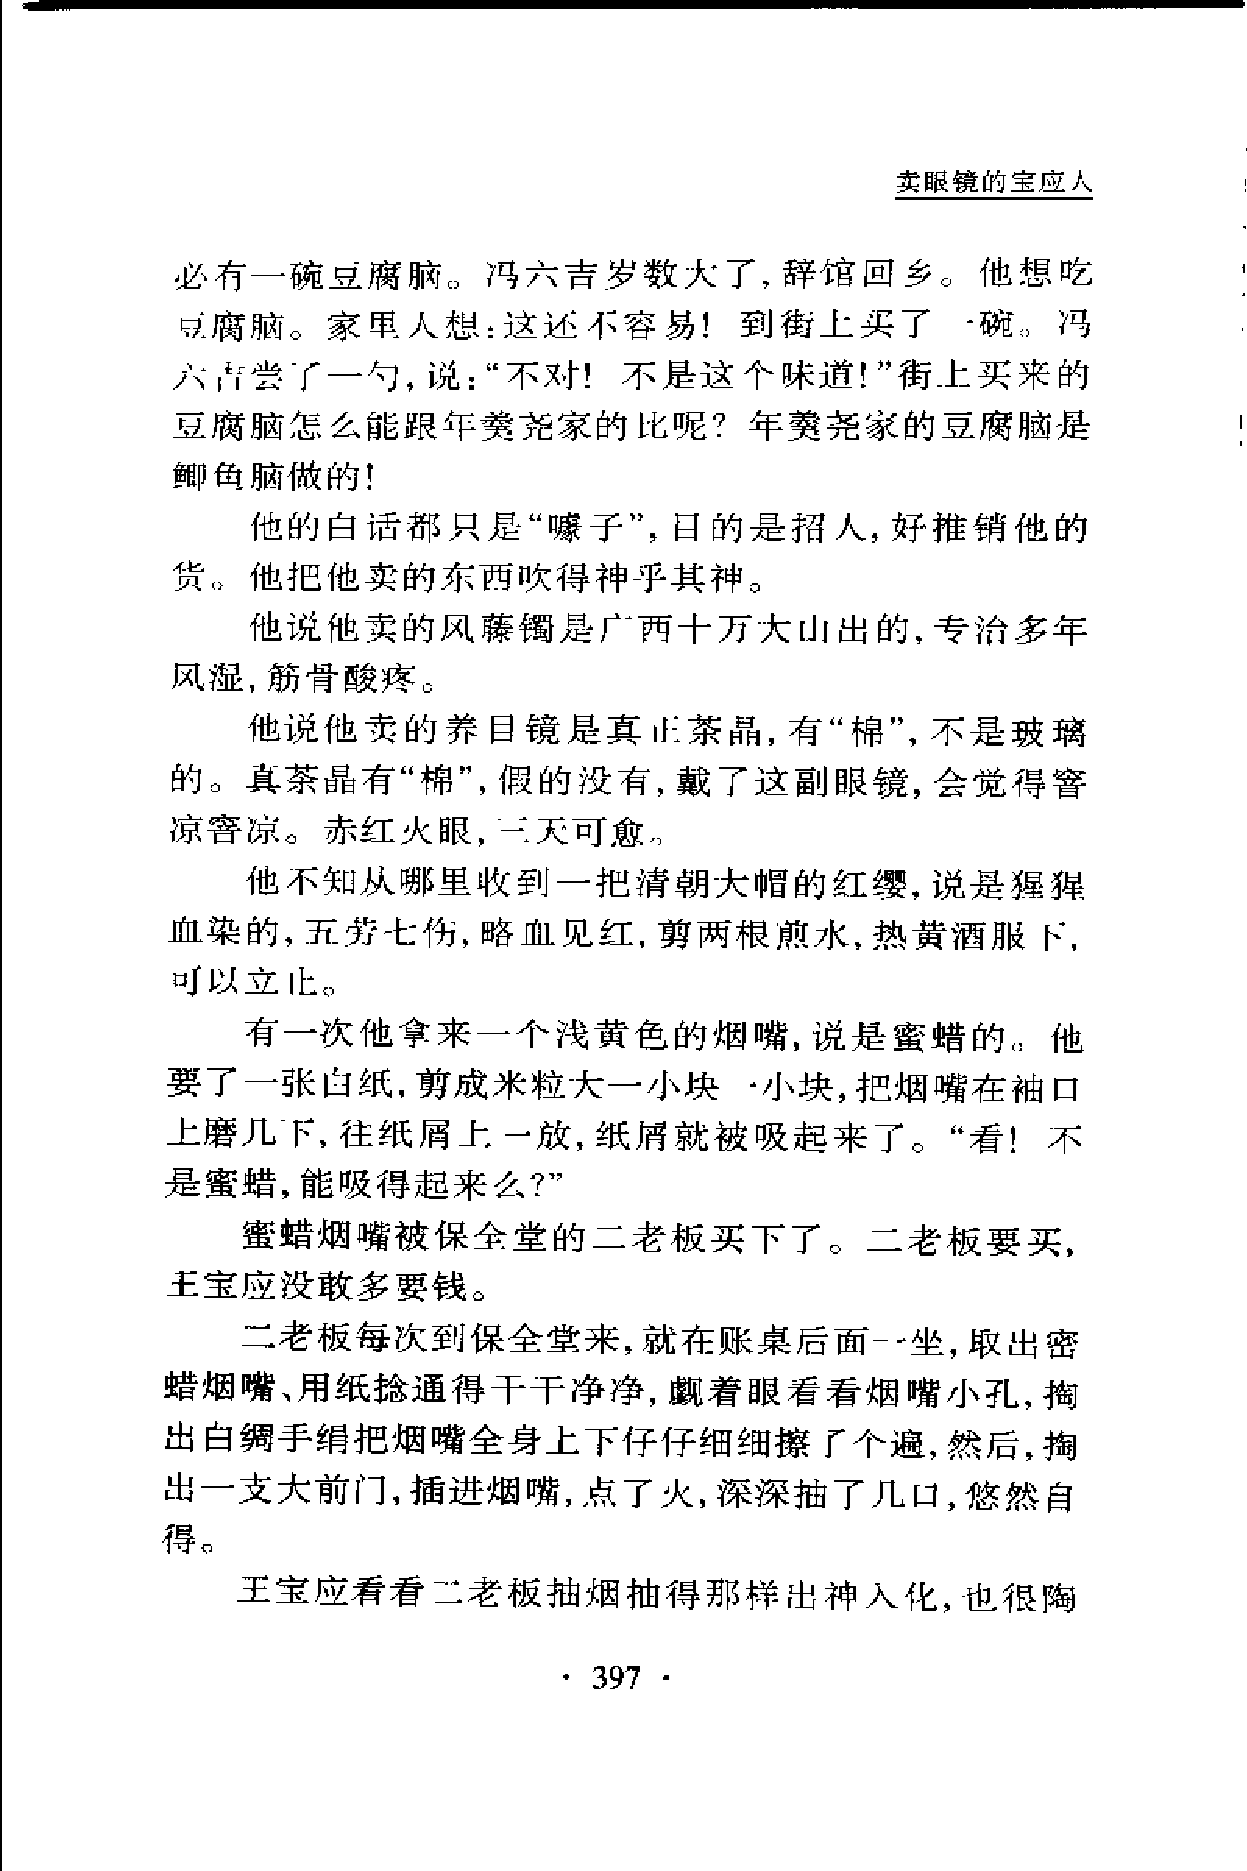 卖眼镜的宝应人
必有一碗豆腐脑。冯六吉岁数大了,辞馆回乡。他想吃
豆腐脑。家里人想:这还不容易! 到街上买了一碗。冯
六吉尝了一勺,说:“不对! 不是这个味道!”街上买来的
豆腐脑怎么能跟年羹尧家的比呢? 年羹尧家的豆腐脑是
鲫鱼脑做的!
他的白话都只是“噱子”,目的是招人,好推销他的
货。他把他卖的东西吹得神乎其神。
他说他卖的风藤镯是广西十万大山出的,专治多年
风湿,筋骨酸疼。
他说他卖的养目镜是真正茶晶,有“棉”,不是玻璃
的。真茶晶有“棉”,假的没有,戴了这副眼镜,会觉得窨
凉窨凉。赤红火眼,三天可愈。
他不知从哪里收到一把清朝大帽的红缨,说是猩猩
血染的,五劳七伤,咯血见红,剪两根煎水,热黄酒服下,
可以立止。
有一次他拿来一个浅黄色的烟嘴,说是蜜蜡的。他
要了一张白纸,剪成米粒大一小块一小块,把烟嘴在袖口
上磨几下,往纸屑上一放,纸屑就被吸起来了。“看! 不
是蜜蜡,能吸得起来么?”
蜜蜡烟嘴被保全堂的二老板买下了。二老板要买,
王宝应没敢多要钱。
二老板每次到保全堂来,就在账桌后面一坐,取出密
蜡烟嘴、用纸捻通得干干净净,觑着眼看看烟嘴小孔,掏
出白绸手绢把烟嘴全身上下仔仔细细擦了个遍,然后,掏
出一支大前门,插进烟嘴,点了火,深深抽了几口,悠然自
得。
王宝应看看二老板抽烟抽得那样出神入化,也很陶
· 397 ·